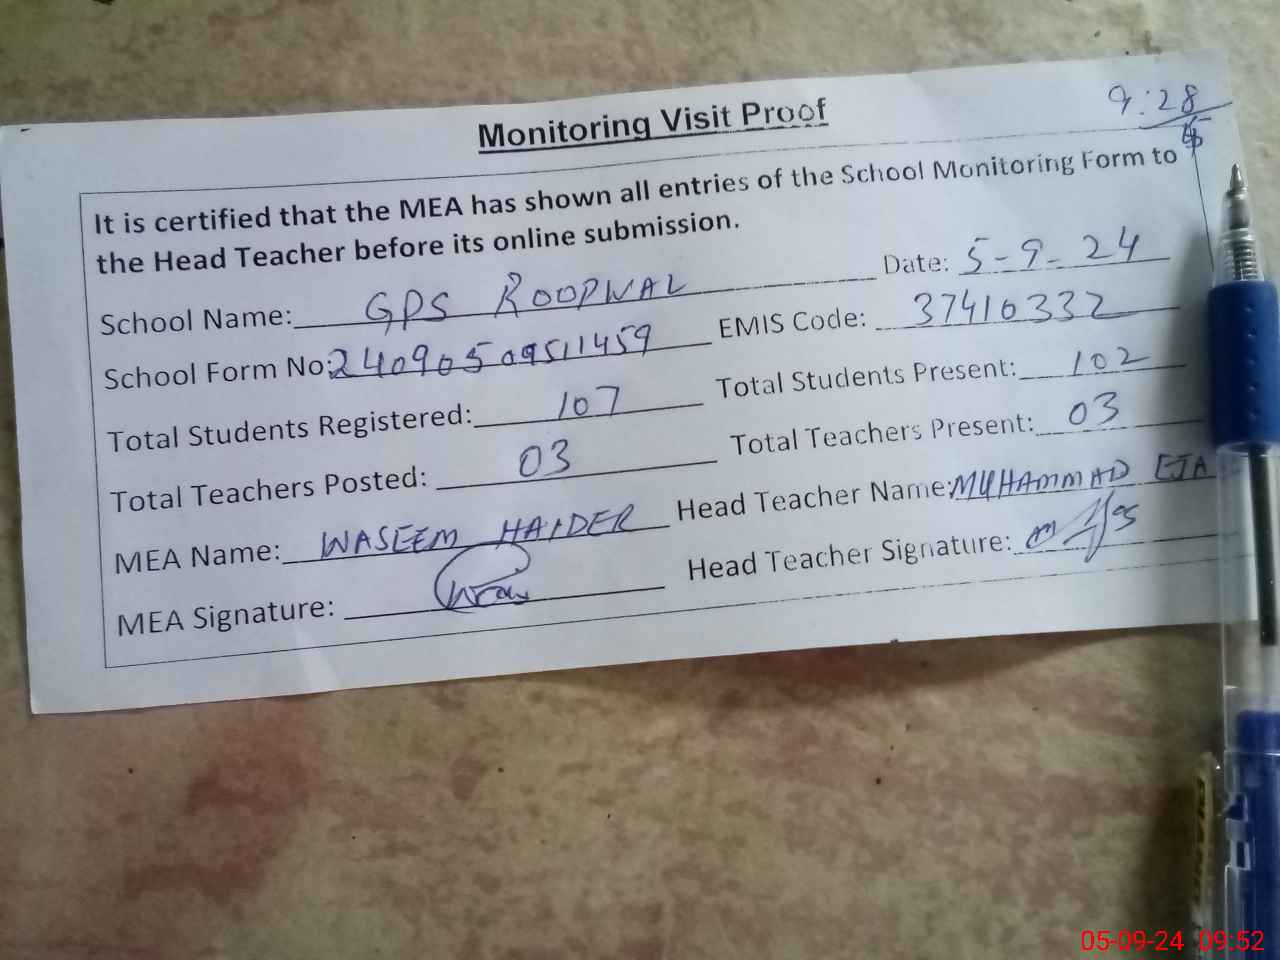 Monitoring Visit Proof
9:28
It is certified that the MEA has shown all entries of the School Monitoring Form to
the Head Teacher before its online submission.
School Name: GPS ROOPWAL Date: 5-9-24
School Form No: 24090509511459 EMIS Code: 37410332
Total Students Registered: 107 Total Students Present: 102
Total Teachers Posted: 03 Total Teachers Present: 03
MEA Name: WASEEM HAIDER Head Teacher Name: MUHAMMAD EJA
MEA Signature: Head Teacher Signature:
05-09-24 09:52